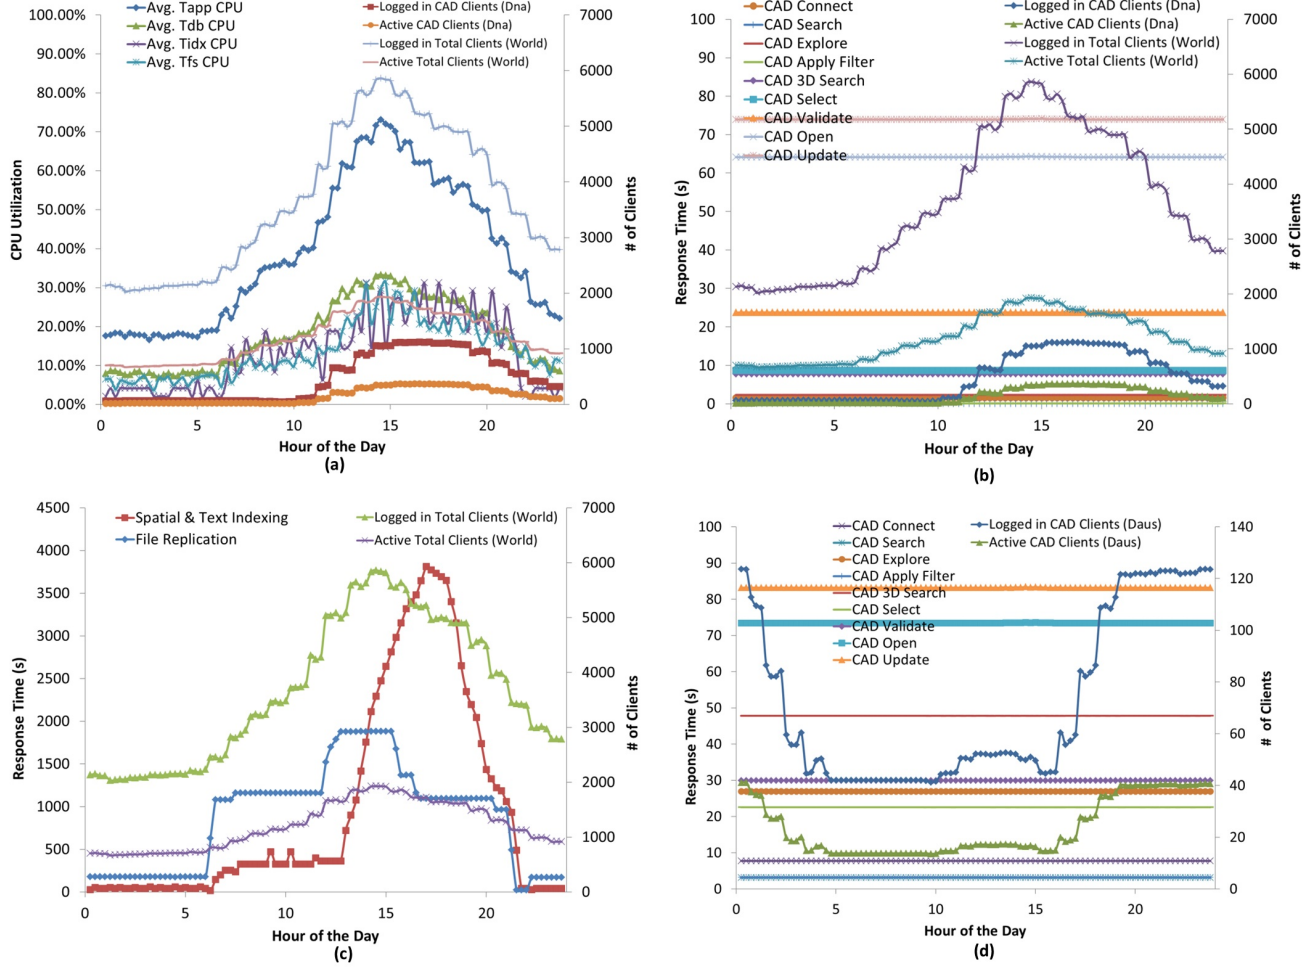 Avg. Tapp CPU
Avg. Tdb CPU
Avg. Tidx CPU
Avg. Tfs CPU
Logged in CAD Clients (Dna)
Active CAD Clients (Dna)
Logged in Total Clients (World)
Active Total Clients (World)
100.00%
90.00%
80.00%
70.00%
60.00%
50.00%
40.00%
30.00%
20.00%
10.00%
0.00%
CPU Utilization
7000
6000
5000
4000
3000
2000
1000
0
# of Clients
0 5 10 15 20
Hour of the Day
(a)
CAD Connect
CAD Search
CAD Explore
CAD Apply Filter
CAD 3D Search
CAD Select
CAD Validate
CAD Open
CAD Update
Logged in CAD Clients (Dna)
Active CAD Clients (Dna)
Logged in Total Clients (World)
Active Total Clients (World)
100
90
80
70
60
50
40
30
20
10
0
Response Time (s)
7000
6000
5000
4000
3000
2000
1000
0
# of Clients
0 5 10 15 20
Hour of the Day
(b)
Spatial & Text Indexing
File Replication
Logged in Total Clients (World)
Active Total Clients (World)
4500
4000
3500
3000
2500
2000
1500
1000
500
0
Response Time (s)
7000
6000
5000
4000
3000
2000
1000
0
# of Clients
0 5 10 15 20
Hour of the Day
(c)
CAD Connect
CAD Search
CAD Explore
CAD Apply Filter
CAD 3D Search
CAD Select
CAD Validate
CAD Open
CAD Update
Logged in CAD Clients (Daus)
Active CAD Clients (Daus)
100
90
80
70
60
50
40
30
20
10
0
Response Time (s)
140
120
100
80
60
40
20
0
# of Clients
0 5 10 15 20
Hour of the Day
(d)